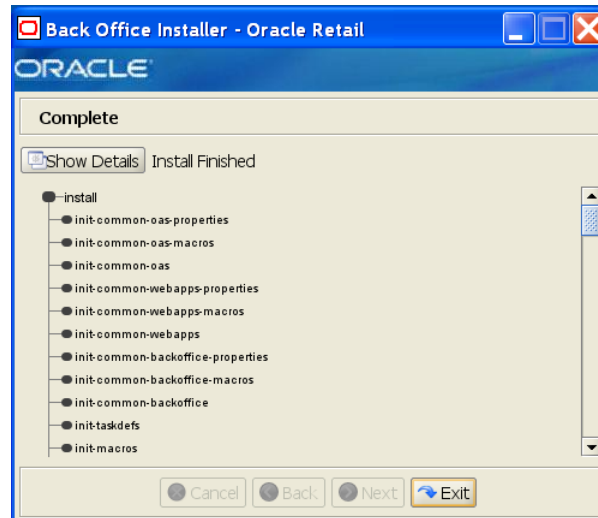 Back Office Installer - Oracle Retail
ORACLE
Complete
Show Details Install Finished
install
init-common-oas-properties
init-common-oas-macros
init-common-oas
init-common-webapps-properties
init-common-webapps-macros
init-common-webapps
init-common-backoffice-properties
init-common-backoffice-macros
init-common-backoffice
init-taskdefs
init-macros
Cancel Back Next Exit